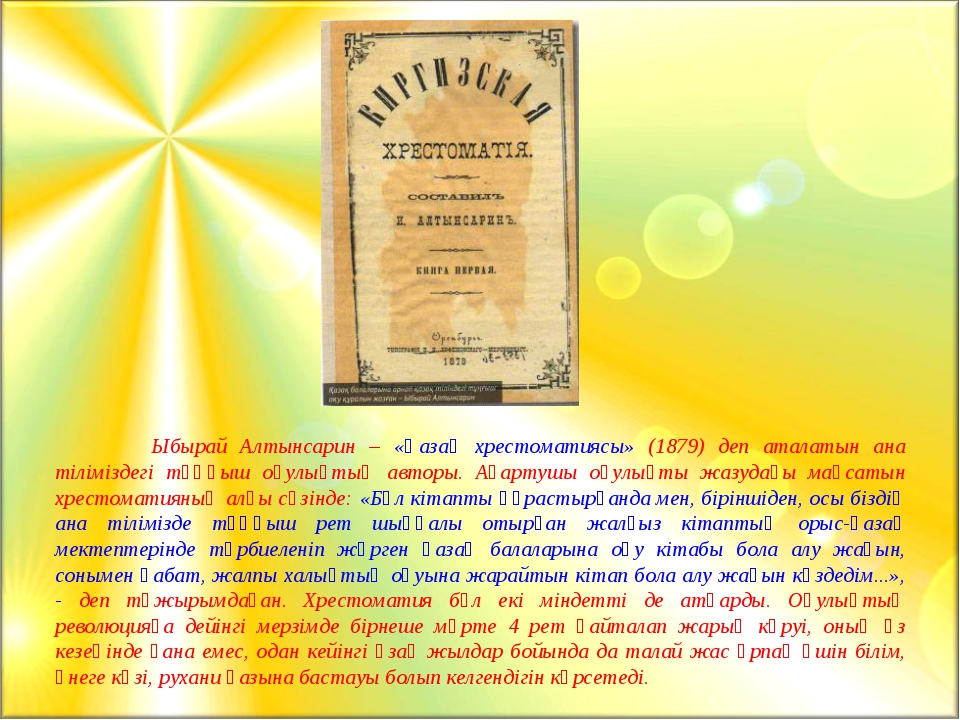 КИРГИЗСКАЯ
ХРЕСТОМАТІЯ.
СОСТАВИЛЪ
И. АЛТЫНСАРИНЪ.
КНИГА ПЕРВАЯ.
Оренбургъ.
1879
Қазақ балаларына арнап қазақ тіліндегі тұңғыш
оқу құралын жазған – Ыбырай Алтынсарин
Ыбырай Алтынсарин – «Қазақ хрестоматиясы» (1879) деп аталатын ана
тіліміздегі тұңғыш оқулықтың авторы. Ағартушы оқулықты жазудағы мақсатын
хрестоматияның алғы сөзінде: «Бұл кітапты құрастырғанда мен, біріншіден, осы біздің
ана тілімізде тұңғыш рет шыққалы отырған жалғыз кітаптың орыс-қазақ
мектептерінде тәрбиеленіп жүрген қазақ балаларына оқу кітабы бола алу жағын,
сонымен қабат, жалпы халықтың оқуына жарайтын кітап бола алу жағын көздедім...»,
- деп тұжырымдаған. Хрестоматия бұл екі міндетті де атқарды. Оқулықтың
революцияға дейінгі мерзімде бірнеше мәрте 4 рет қайталап жарық көруі, оның өз
кезеңінде ғана емес, одан кейінгі ұзақ жылдар бойында да талай жас ұрпақ үшін білім,
өнеге көзі, рухани қазына бастауы болып келгендігін көрсетеді.